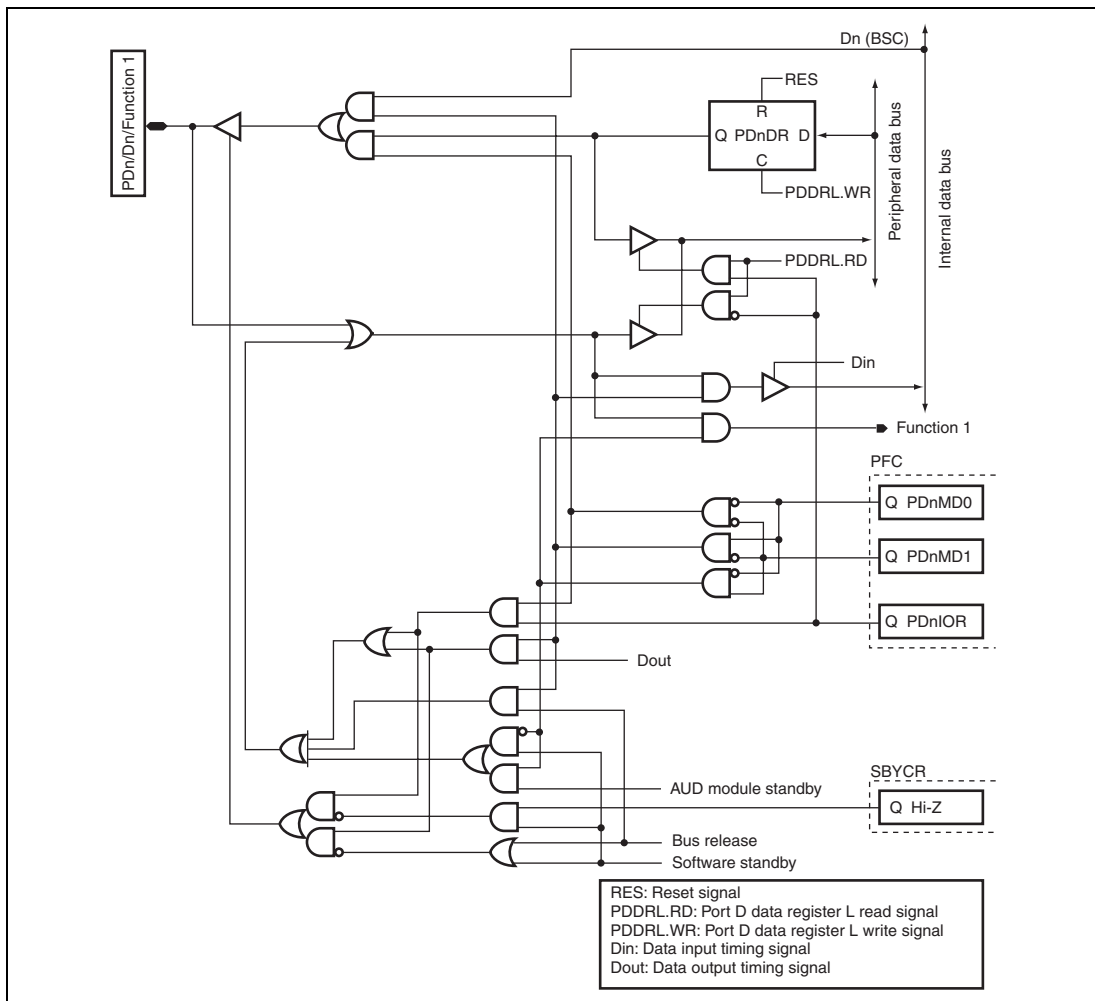 PDn/Dn/Function 1
Dn (BSC)
RES
R
Q PDnDR D
C
PDDRL.WR
Peripheral data bus
Internal data bus
PDDRL.RD
Din
Function 1
PFC
Q PDnMD0
Q PDnMD1
Q PDnIOR
Dout
AUD module standby
SBYCR
Q Hi-Z
Bus release
Software standby
RES: Reset signal
PDDRL.RD: Port D data register L read signal
PDDRL.WR: Port D data register L write signal
Din: Data input timing signal
Dout: Data output timing signal